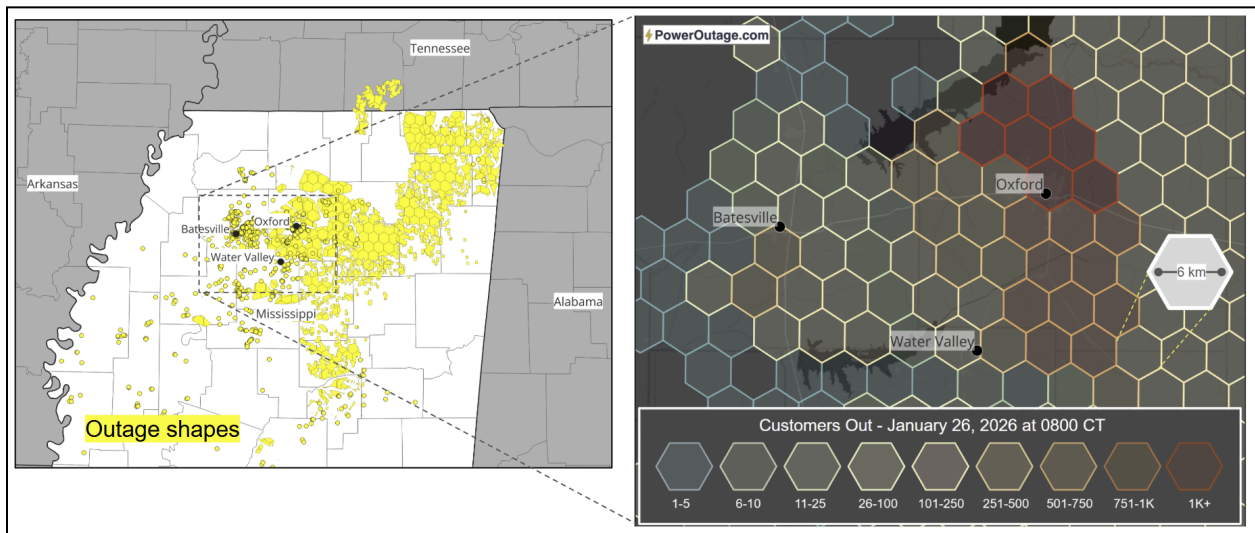 Tennessee
Arkansas
Oxford
Batesville
Water Valley
Alabama
Mississippi
Outage shapes
PowerOutage.com
Oxford
Batesville
6 km
Water Valley
Customers Out - January 26, 2026 at 0800 CT
1-5 6-10 11-25 26-100 101-250 251-500 501-750 751-1K 1K+